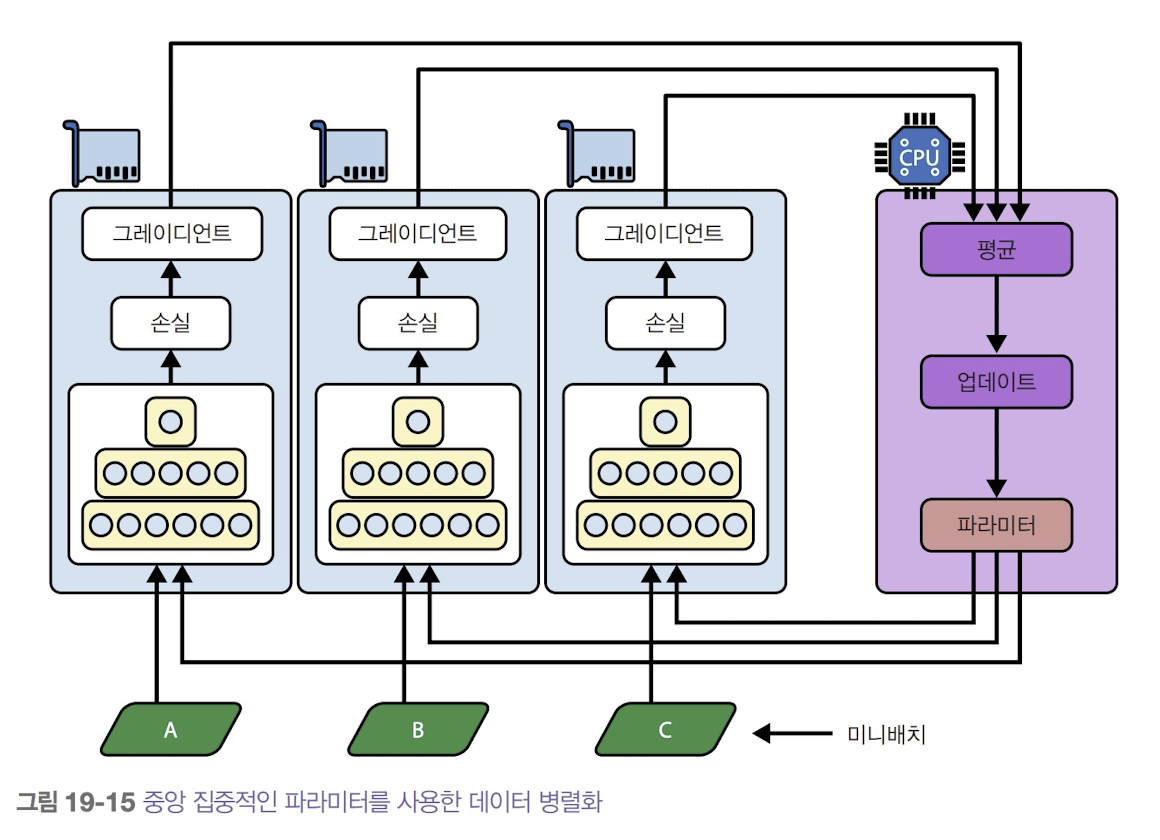 CPU
그레이디언트
그레이디언트
그레이디언트
평균
손실
손실
손실
업데이트
파라미터
A
B
C
미니배치
그림 19-15 중앙 집중적인 파라미터를 사용한 데이터 병렬화